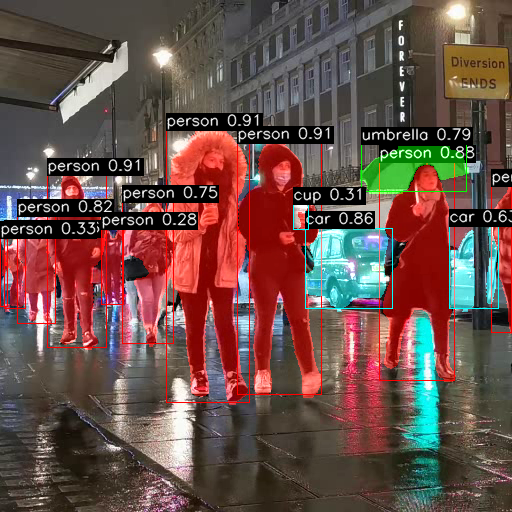 FOREVER
Diversion
ENDS
person 0.91
person 0.91
umbrella 0.79
person 0.88
person 0.91
person 0.75
cup 0.31
person 0.82
person 0.28
car 0.86
car 0.63
person 0.33